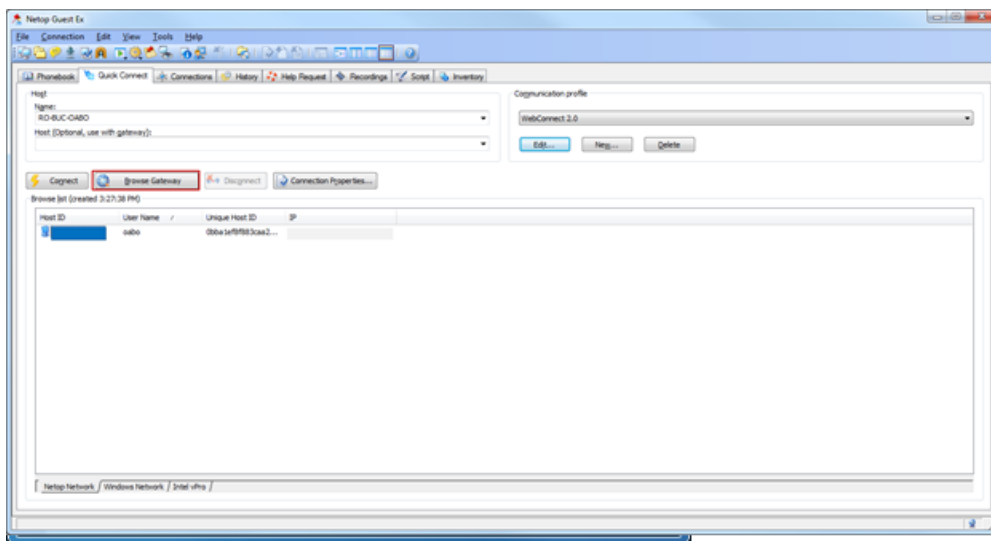 Netop Guest Ex
File Connection Edit View Tools Help
Phonebook Quick Connect Connections History Help Request Recordings Script Inventory
Host
Communication profile
Name:
RO-BUC-OABO
WebConnect 2.0
Host (Optional, use with gateway):
Edit... New... Delete
Connect Browse Gateway Disconnect Connection Properties...
Browse list (created 3:27:38 PM)
Host ID User Name / Unique Host ID IP
oabo
Netop Network Windows Network Intel vPro